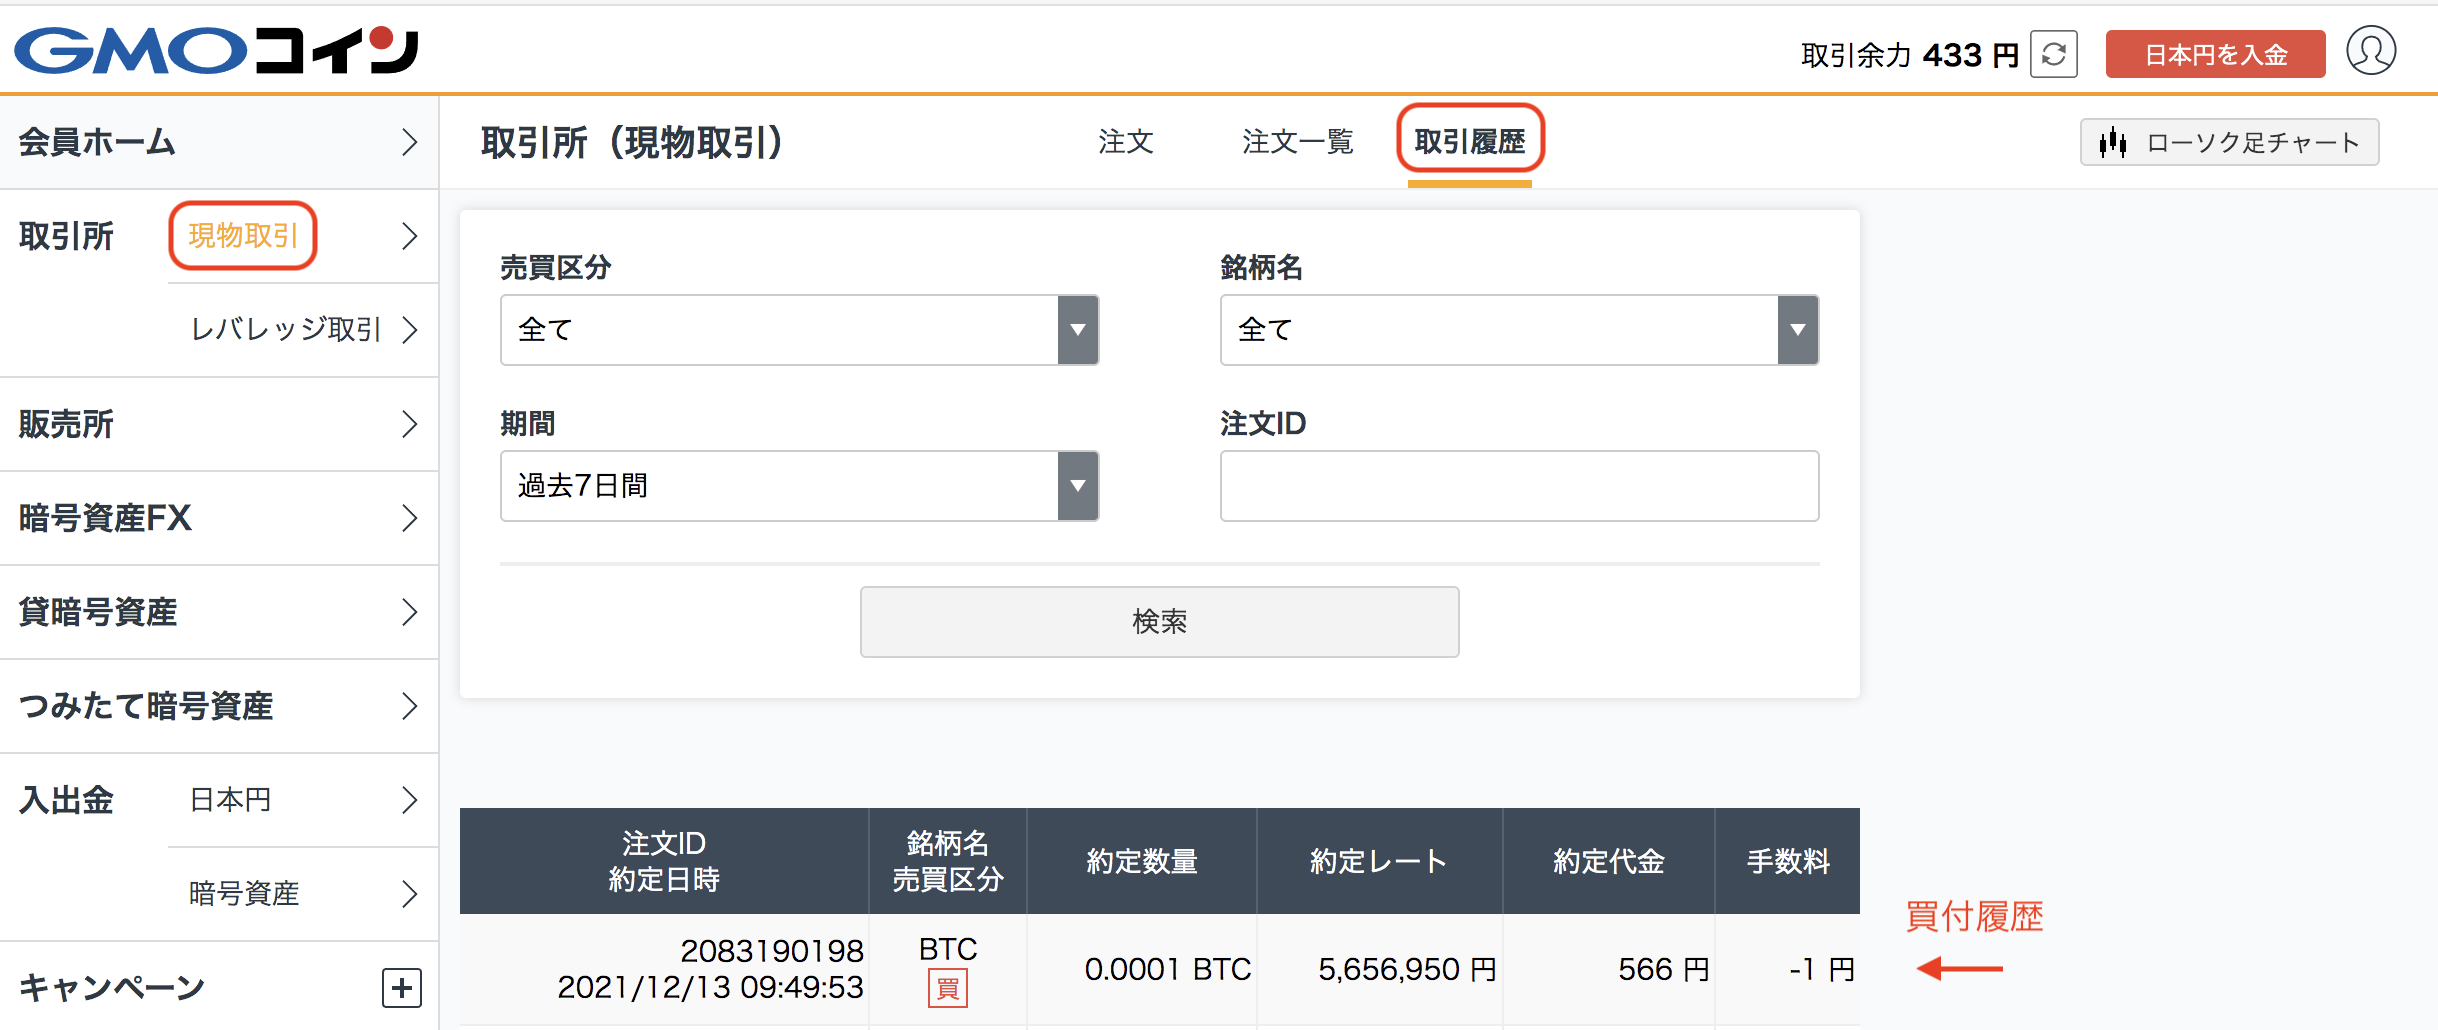 GMOコイン
取引余力 433 円
日本円を入金
会員ホーム
取引所 現物取引
レバレッジ取引
販売所
暗号資産FX
貸暗号資産
つみたて暗号資産
入出金 日本円
暗号資産
キャンペーン
取引所（現物取引）
注文 注文一覧 取引履歴
ローソク足チャート
売買区分 銘柄名
全て 全て
期間 注文ID
過去7日間
検索
注文ID
約定日時
銘柄名
売買区分
約定数量
約定レート
約定代金
手数料
2083190198
2021/12/13 09:49:53
BTC
買
0.0001 BTC
5,656,950 円
566 円
-1 円
買付履歴